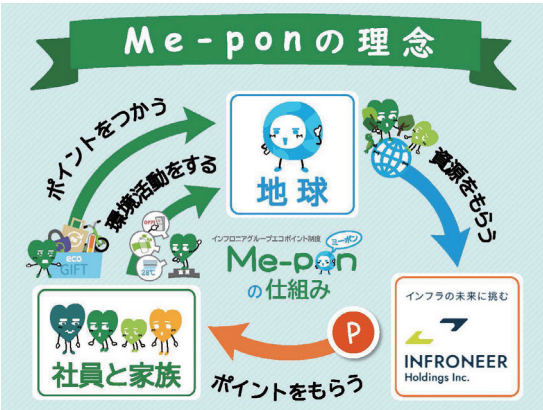 Me-ponの理念
ポイントをつかう
環境活動をする
地球
資源をもらう
eco
GIFT
28℃
インフロニアグループエコポイント制度
ミーポン
Me-pon
の仕組み
インフラの未来に挑む
INFRONEER
Holdings Inc.
P
社員と家族
ポイントをもらう